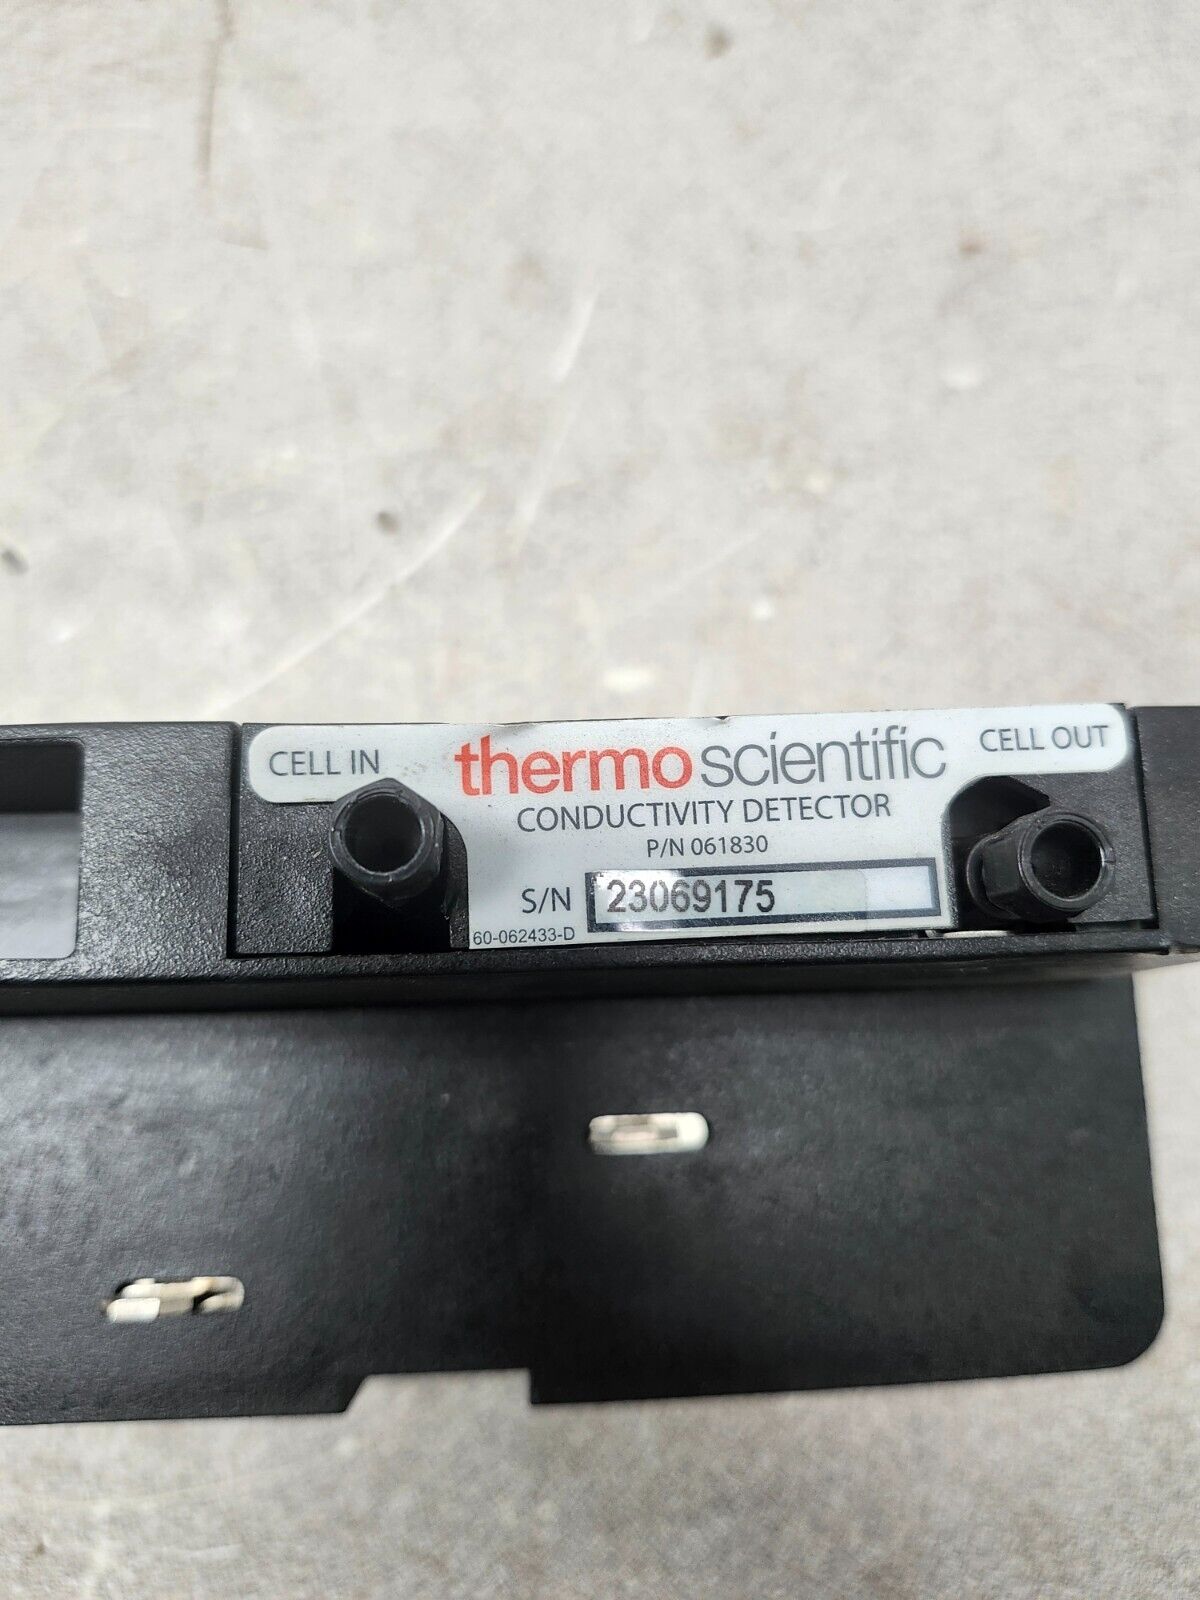 CELL IN
thermo scientific
CELL OUT
CONDUCTIVITY DETECTOR
P/N 061830
S/N 23069175
60-062433-D